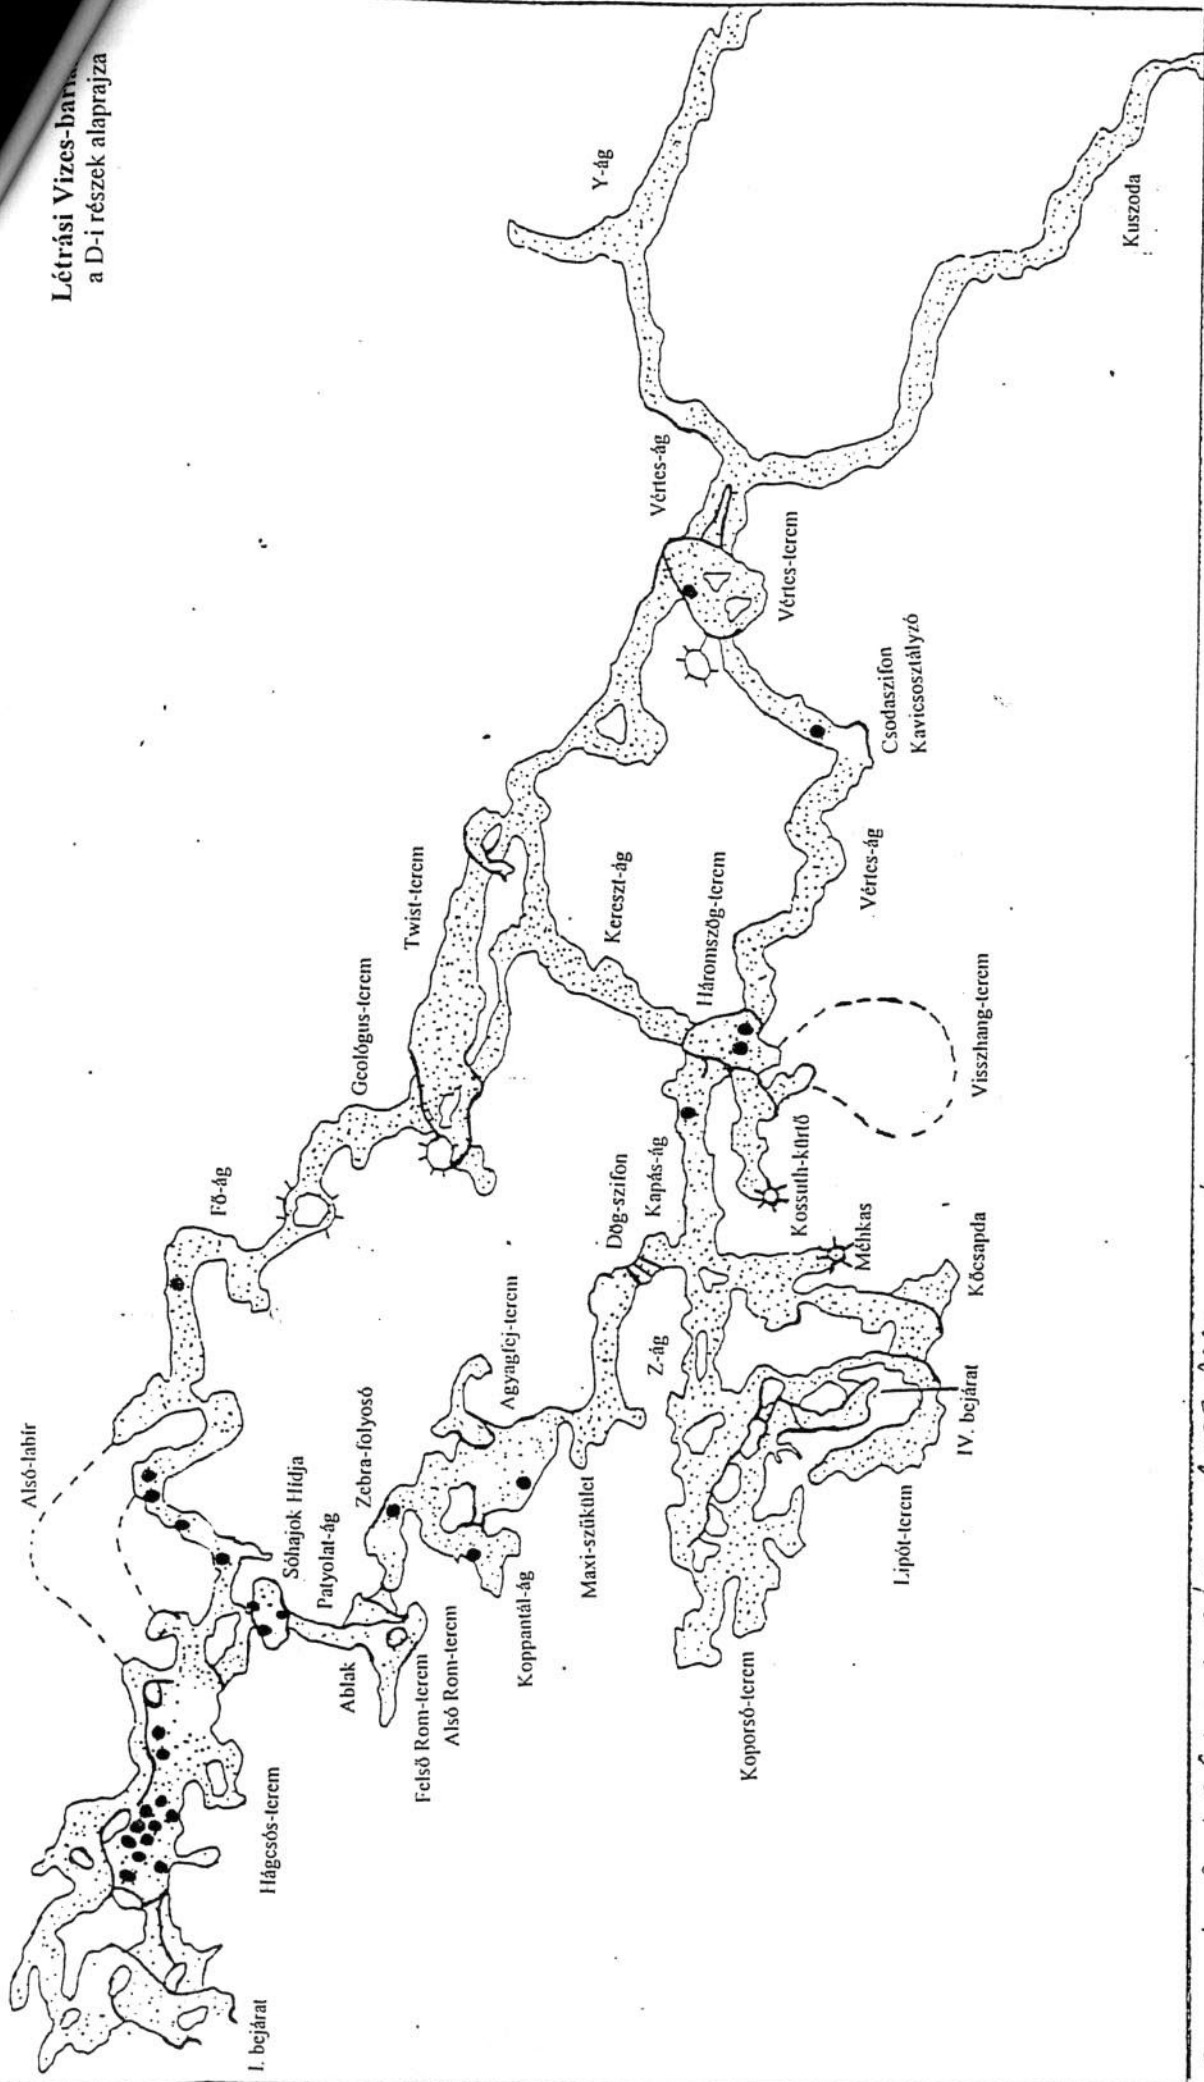 Létrási Vizes-barla
a D-i részek alaprajza
Alsó-labír
I. bejárat
Hágcsós-terem
Sóhajok Hídja
Patyolat-ág
Ablak
Felső Rom-terem
Alsó Rom-terem
Zebra-folyosó
Koppantál-ág
Agyagfej-terem
Maxi-szűkület
Fő-ág
Geológus-terem
Twist-terem
Dög-szifon
Kapás-ág
Z-ág
Koporsó-terem
Lipót-terem
IV. bejárat
Kőcsapda
Méhkas
Kossuth-kürtő
Visszhang-terem
Háromszög-terem
Kereszt-ág
Vértes-ág
Csodaszifon
Kavicsosztályzó
Vértes-terem
Vértes-ág
Y-ág
Kuszoda